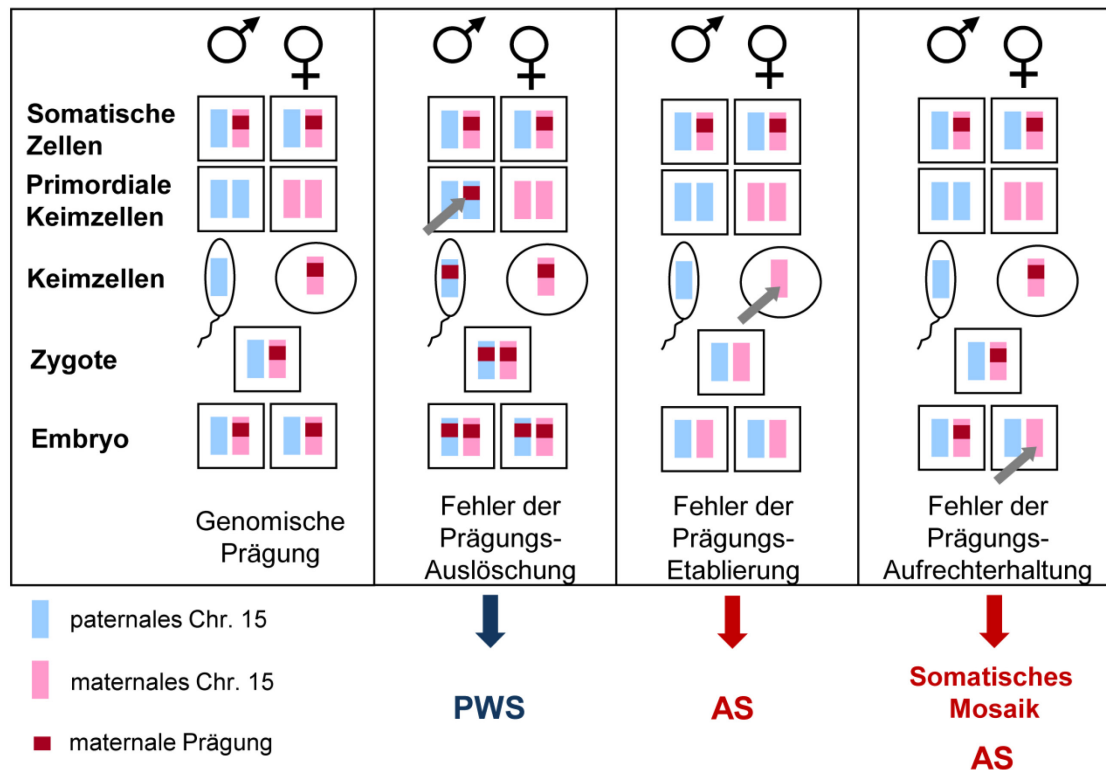 Somatische
Zellen
Primordiale
Keimzellen
Keimzellen
Zygote
Embryo
Genomische
Prägung
Fehler der
Prägungs-
Auslöschung
Fehler der
Prägungs-
Etablierung
Fehler der
Prägungs-
Aufrechterhaltung
paternales Chr. 15
maternales Chr. 15
maternale Prägung
PWS
AS
Somatisches
Mosaik
AS